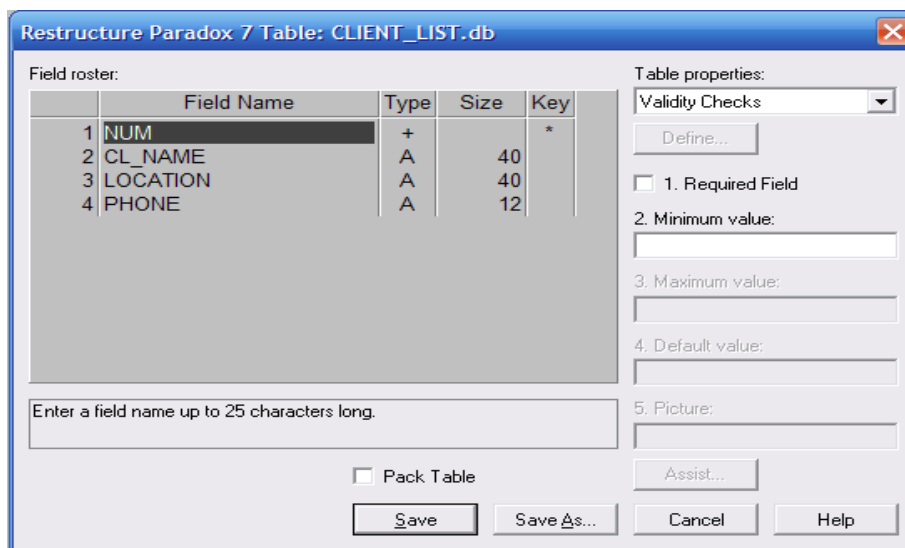 Restructure Paradox 7 Table: CLIENT_LIST.db
Field roster:
Field Name Type Size Key
1 NUM + *
2 CL_NAME A 40
3 LOCATION A 40
4 PHONE A 12
Enter a field name up to 25 characters long.
Pack Table
Save Save As...
Table properties:
Validity Checks
Define...
1. Required Field
2. Minimum value:
3. Maximum value:
4. Default value:
5. Picture:
Assist...
Cancel Help